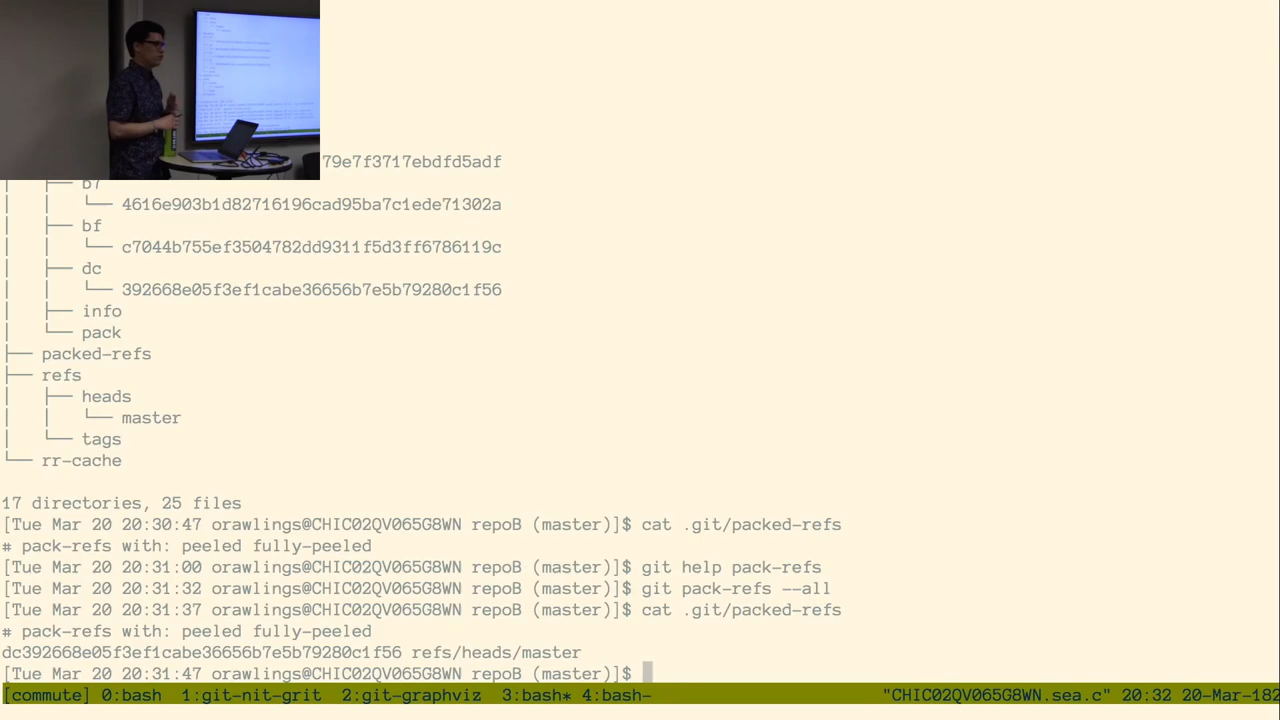 79e7f3717ebdfd5adf
│   ├── b7
│   │   └── 4616e903b1d82716196cad95ba7c1ede71302a
│   ├── bf
│   │   └── c7044b755ef3504782dd9311f5d3ff6786119c
│   ├── dc
│   │   └── 392668e05f3ef1cabe36656b7e5b79280c1f56
│   ├── info
│   └── pack
├── packed-refs
├── refs
│   ├── heads
│   │   └── master
│   └── tags
└── rr-cache
17 directories, 25 files
[Tue Mar 20 20:30:47 orawlings@CHIC02QV065G8WN repoB (master)]$ cat .git/packed-refs
# pack-refs with: peeled fully-peeled
[Tue Mar 20 20:31:00 orawlings@CHIC02QV065G8WN repoB (master)]$ git help pack-refs
[Tue Mar 20 20:31:32 orawlings@CHIC02QV065G8WN repoB (master)]$ git pack-refs --all
[Tue Mar 20 20:31:37 orawlings@CHIC02QV065G8WN repoB (master)]$ cat .git/packed-refs
# pack-refs with: peeled fully-peeled
dc392668e05f3ef1cabe36656b7e5b79280c1f56 refs/heads/master
[Tue Mar 20 20:31:47 orawlings@CHIC02QV065G8WN repoB (master)]$
[commute] 0:bash  1:git-nit-grit  2:git-graphviz  3:bash* 4:bash- "CHIC02QV065G8WN.sea.c" 20:32 20-Mar-182